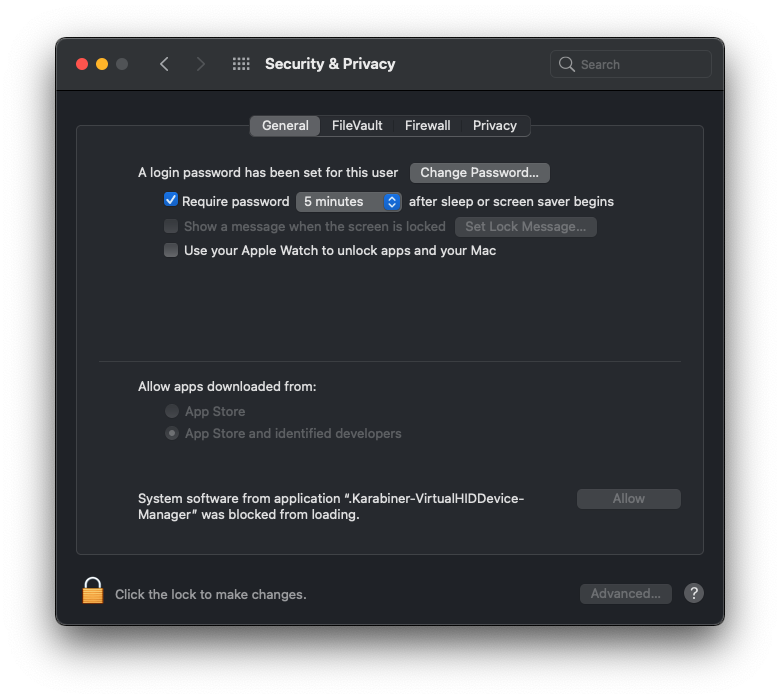 Security & Privacy
Search
General FileVault Firewall Privacy
A login password has been set for this user Change Password...
Require password 5 minutes after sleep or screen saver begins
Show a message when the screen is locked Set Lock Message...
Use your Apple Watch to unlock apps and your Mac
Allow apps downloaded from:
App Store
App Store and identified developers
System software from application “.Karabiner-VirtualHIDDevice-
Manager” was blocked from loading.
Allow
Click the lock to make changes.
Advanced...
?